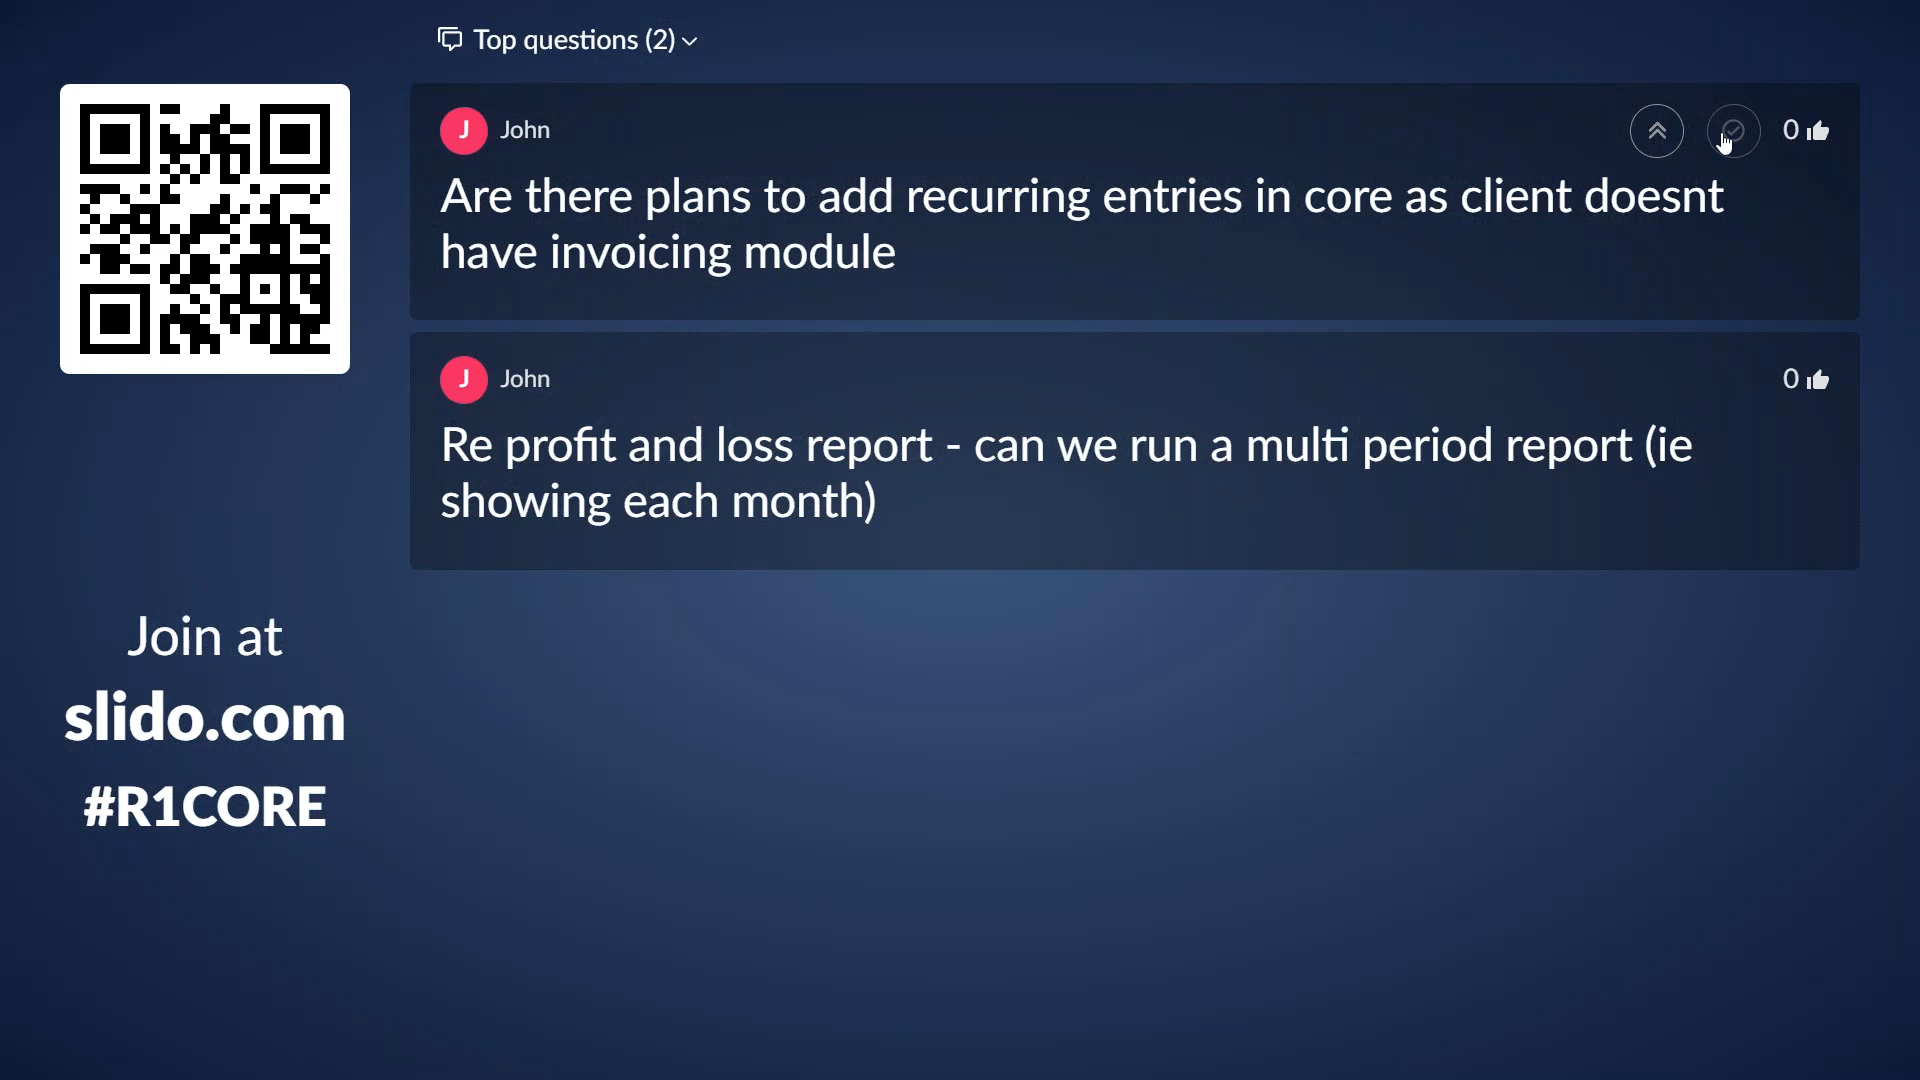 Top questions (2)
J John
0
Are there plans to add recurring entries in core as client doesnt
have invoicing module
J John
0
Re profit and loss report - can we run a multi period report (ie
showing each month)
Join at
slido.com
#R1CORE